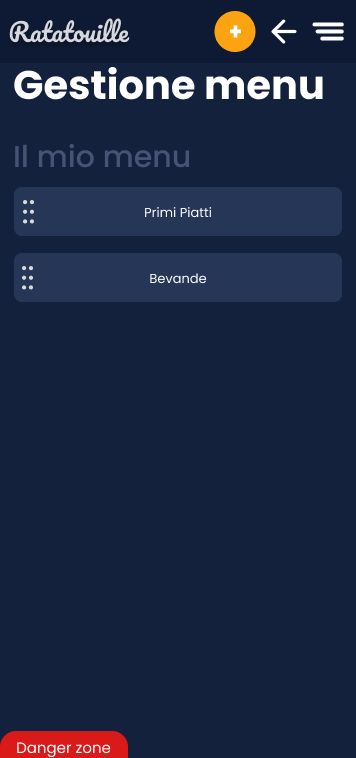 Ratatouille
Gestione menu
Il mio menu
Primi Piatti
Bevande
Danger zone